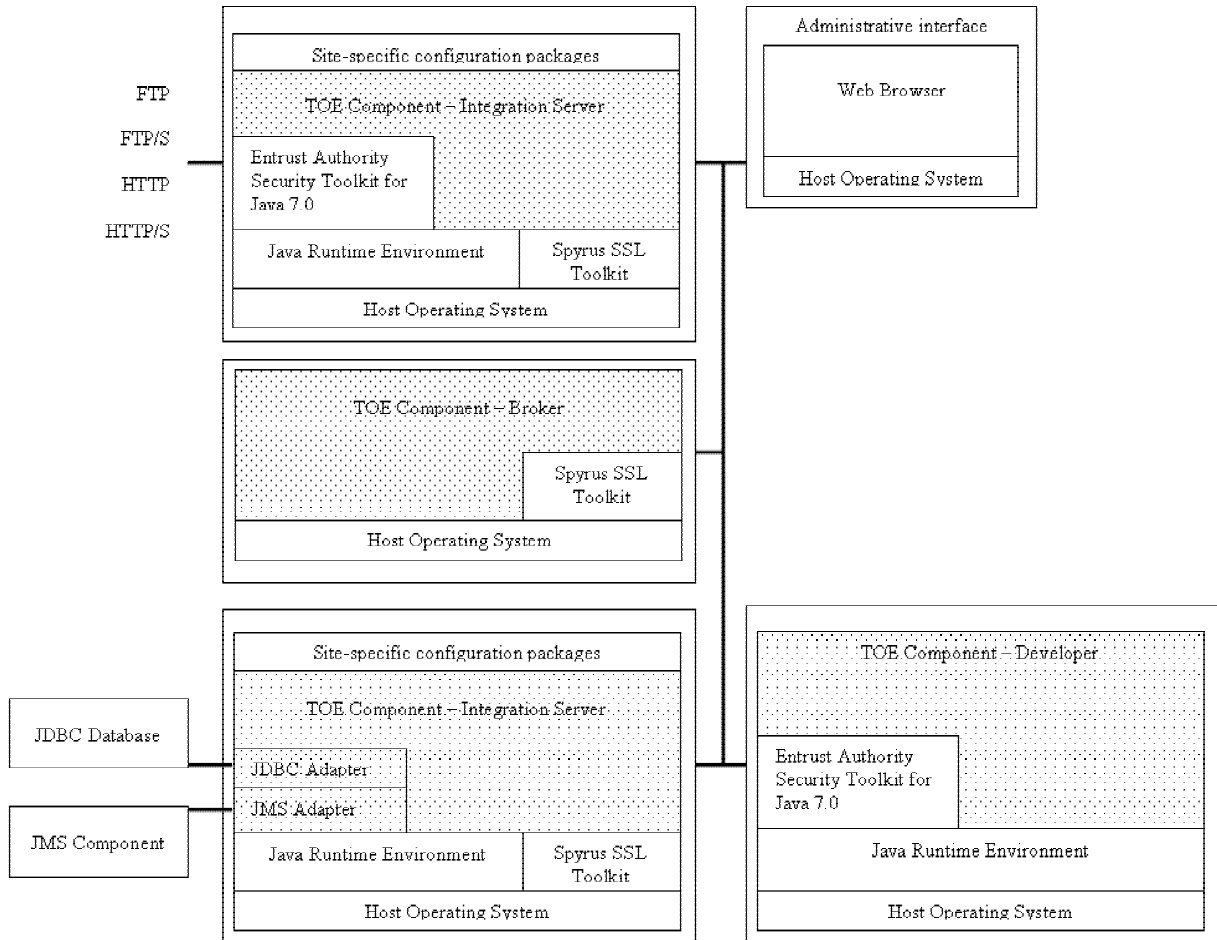 FTP
FTP/S
HTTP
HTTP/S
Site-specific configuration packages
TOE Component – Integration Server
Entrust Authority
Security Toolkit for
Java 7.0
Java Runtime Environment
Spyrus SSL
Toolkit
Host Operating System
Administrative interface
Web Browser
Host Operating System
TOE Component – Broker
Spyrus SSL
Toolkit
Host Operating System
JDBC Database
JMS Component
Site-specific configuration packages
TOE Component – Integration Server
JDBC Adapter
JMS Adapter
Java Runtime Environment
Spyrus SSL
Toolkit
Host Operating System
TOE Component – Developer
Entrust Authority
Security Toolkit for
Java 7.0
Java Runtime Environment
Host Operating System